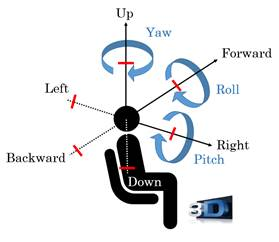 Up
Yaw
Forward
Left
Roll
Right
Backward
Pitch
Down
3D